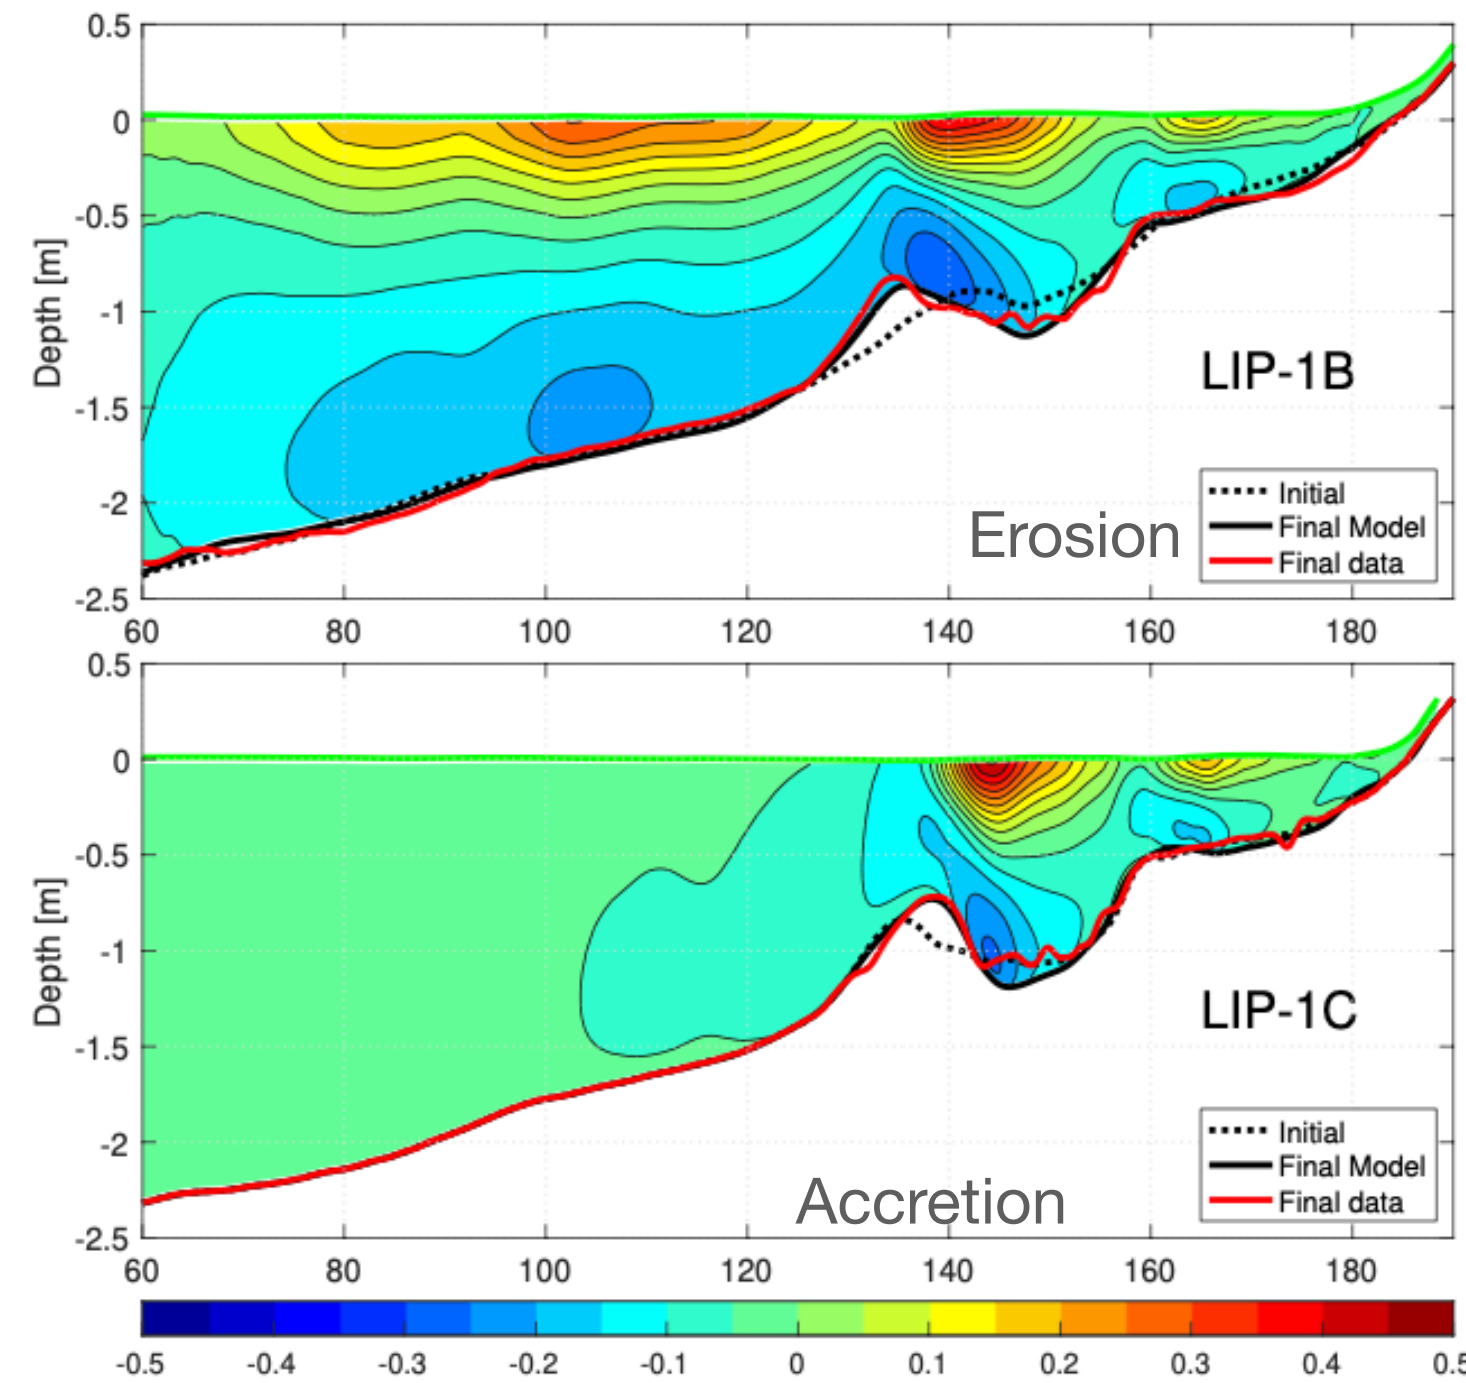 0.5
0
-0.5
-1
-1.5
-2
-2.5
Depth [m]
LIP-1B
Erosion
Initial
Final Model
Final data
60 80 100 120 140 160 180
0.5
0
-0.5
-1
-1.5
-2
-2.5
Depth [m]
LIP-1C
Accretion
Initial
Final Model
Final data
60 80 100 120 140 160 180
-0.5 -0.4 -0.3 -0.2 -0.1 0 0.1 0.2 0.3 0.4 0.5